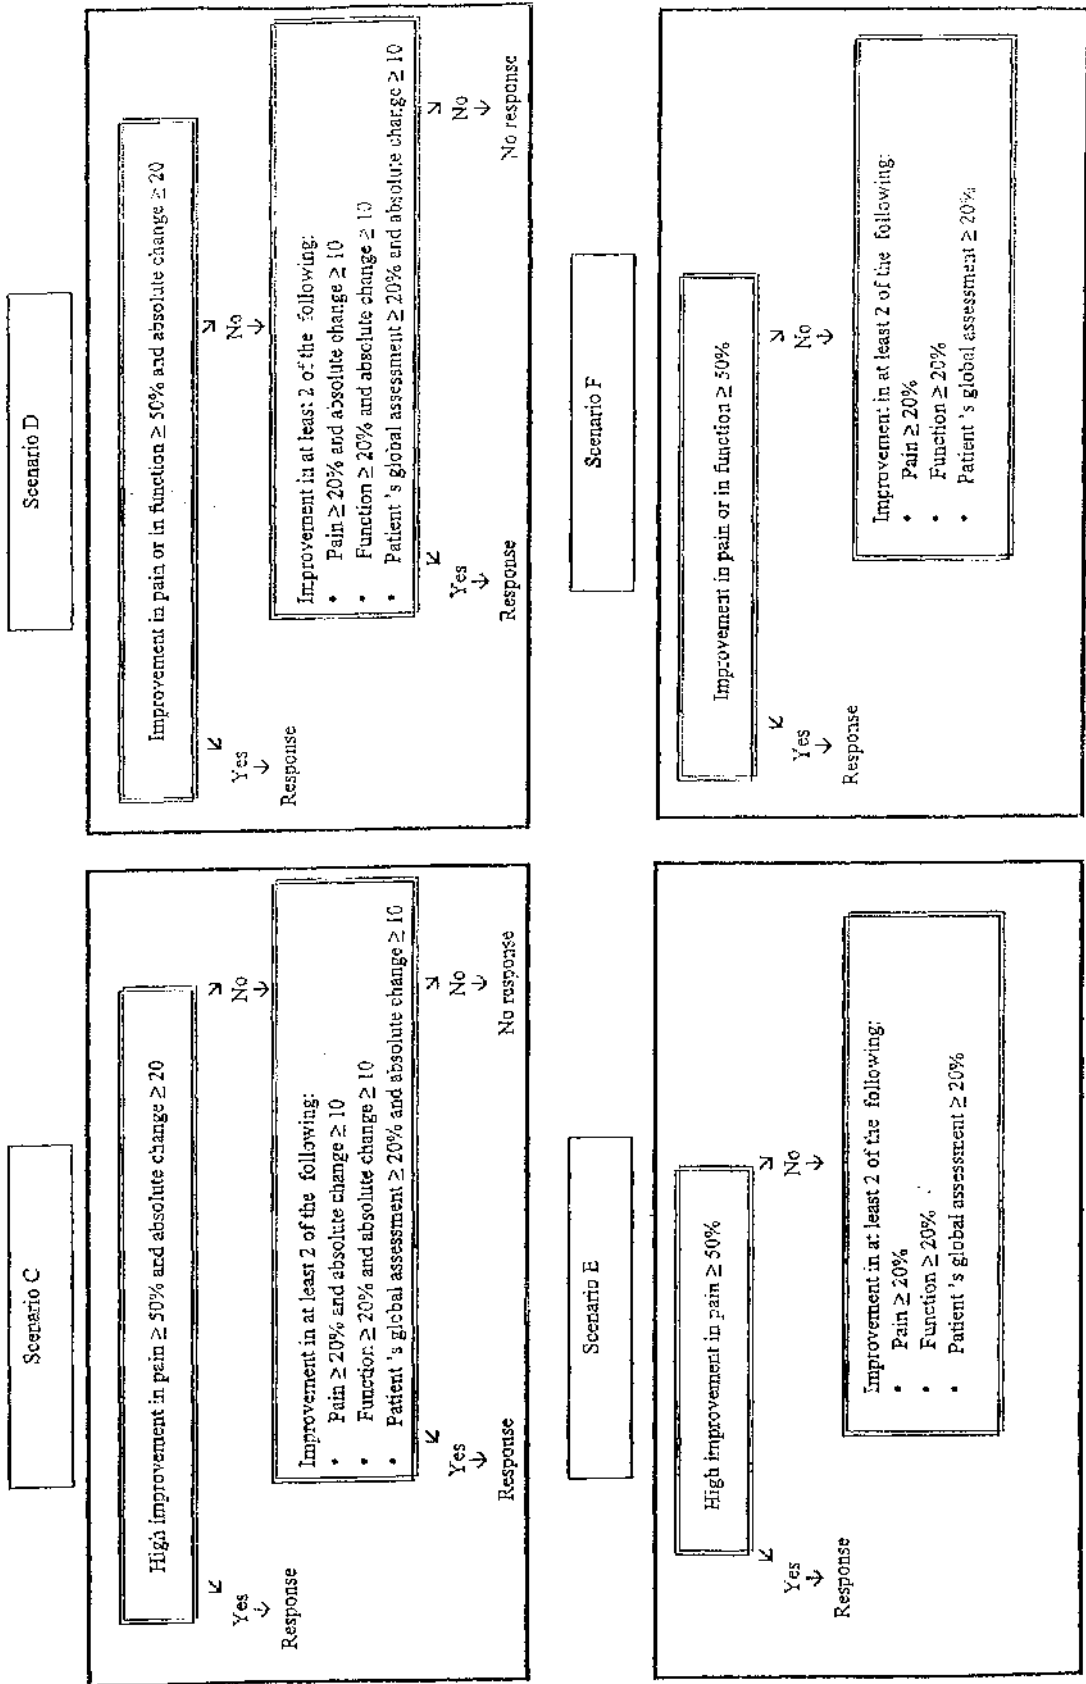 Scenario C
High improvement in pain ≥ 50% and absolute change ≥ 20
Yes
↓
Response
No
↓
Improvement in at least 2 of the following:
• Pain ≥ 20% and absolute change ≥ 10
• Function ≥ 20% and absolute change ≥ 10
• Patient 's global assessment ≥ 20% and absolute change ≥ 10
Yes
↓
Response
No
↓
No response
Scenario D
Improvement in pain or in function ≥ 50% and absolute change ≥ 20
Yes
↓
Response
No
↓
Improvement in at least 2 of the following:
• Pain ≥ 20% and absolute change ≥ 10
• Function ≥ 20% and absolute change ≥ 10
• Patient 's global assessment ≥ 20% and absolute change ≥ 10
Yes
↓
Response
No
↓
No response
Scenario E
High improvement in pain ≥ 50%
Yes
↓
Response
No
↓
Improvement in at least 2 of the following:
• Pain ≥ 20%
• Function ≥ 20%
• Patient 's global assessment ≥ 20%
Scenario F
Improvement in pain or in function ≥ 50%
Yes
↓
Response
No
↓
Improvement in at least 2 of the following:
• Pain ≥ 20%
• Function ≥ 20%
• Patient 's global assessment ≥ 20%